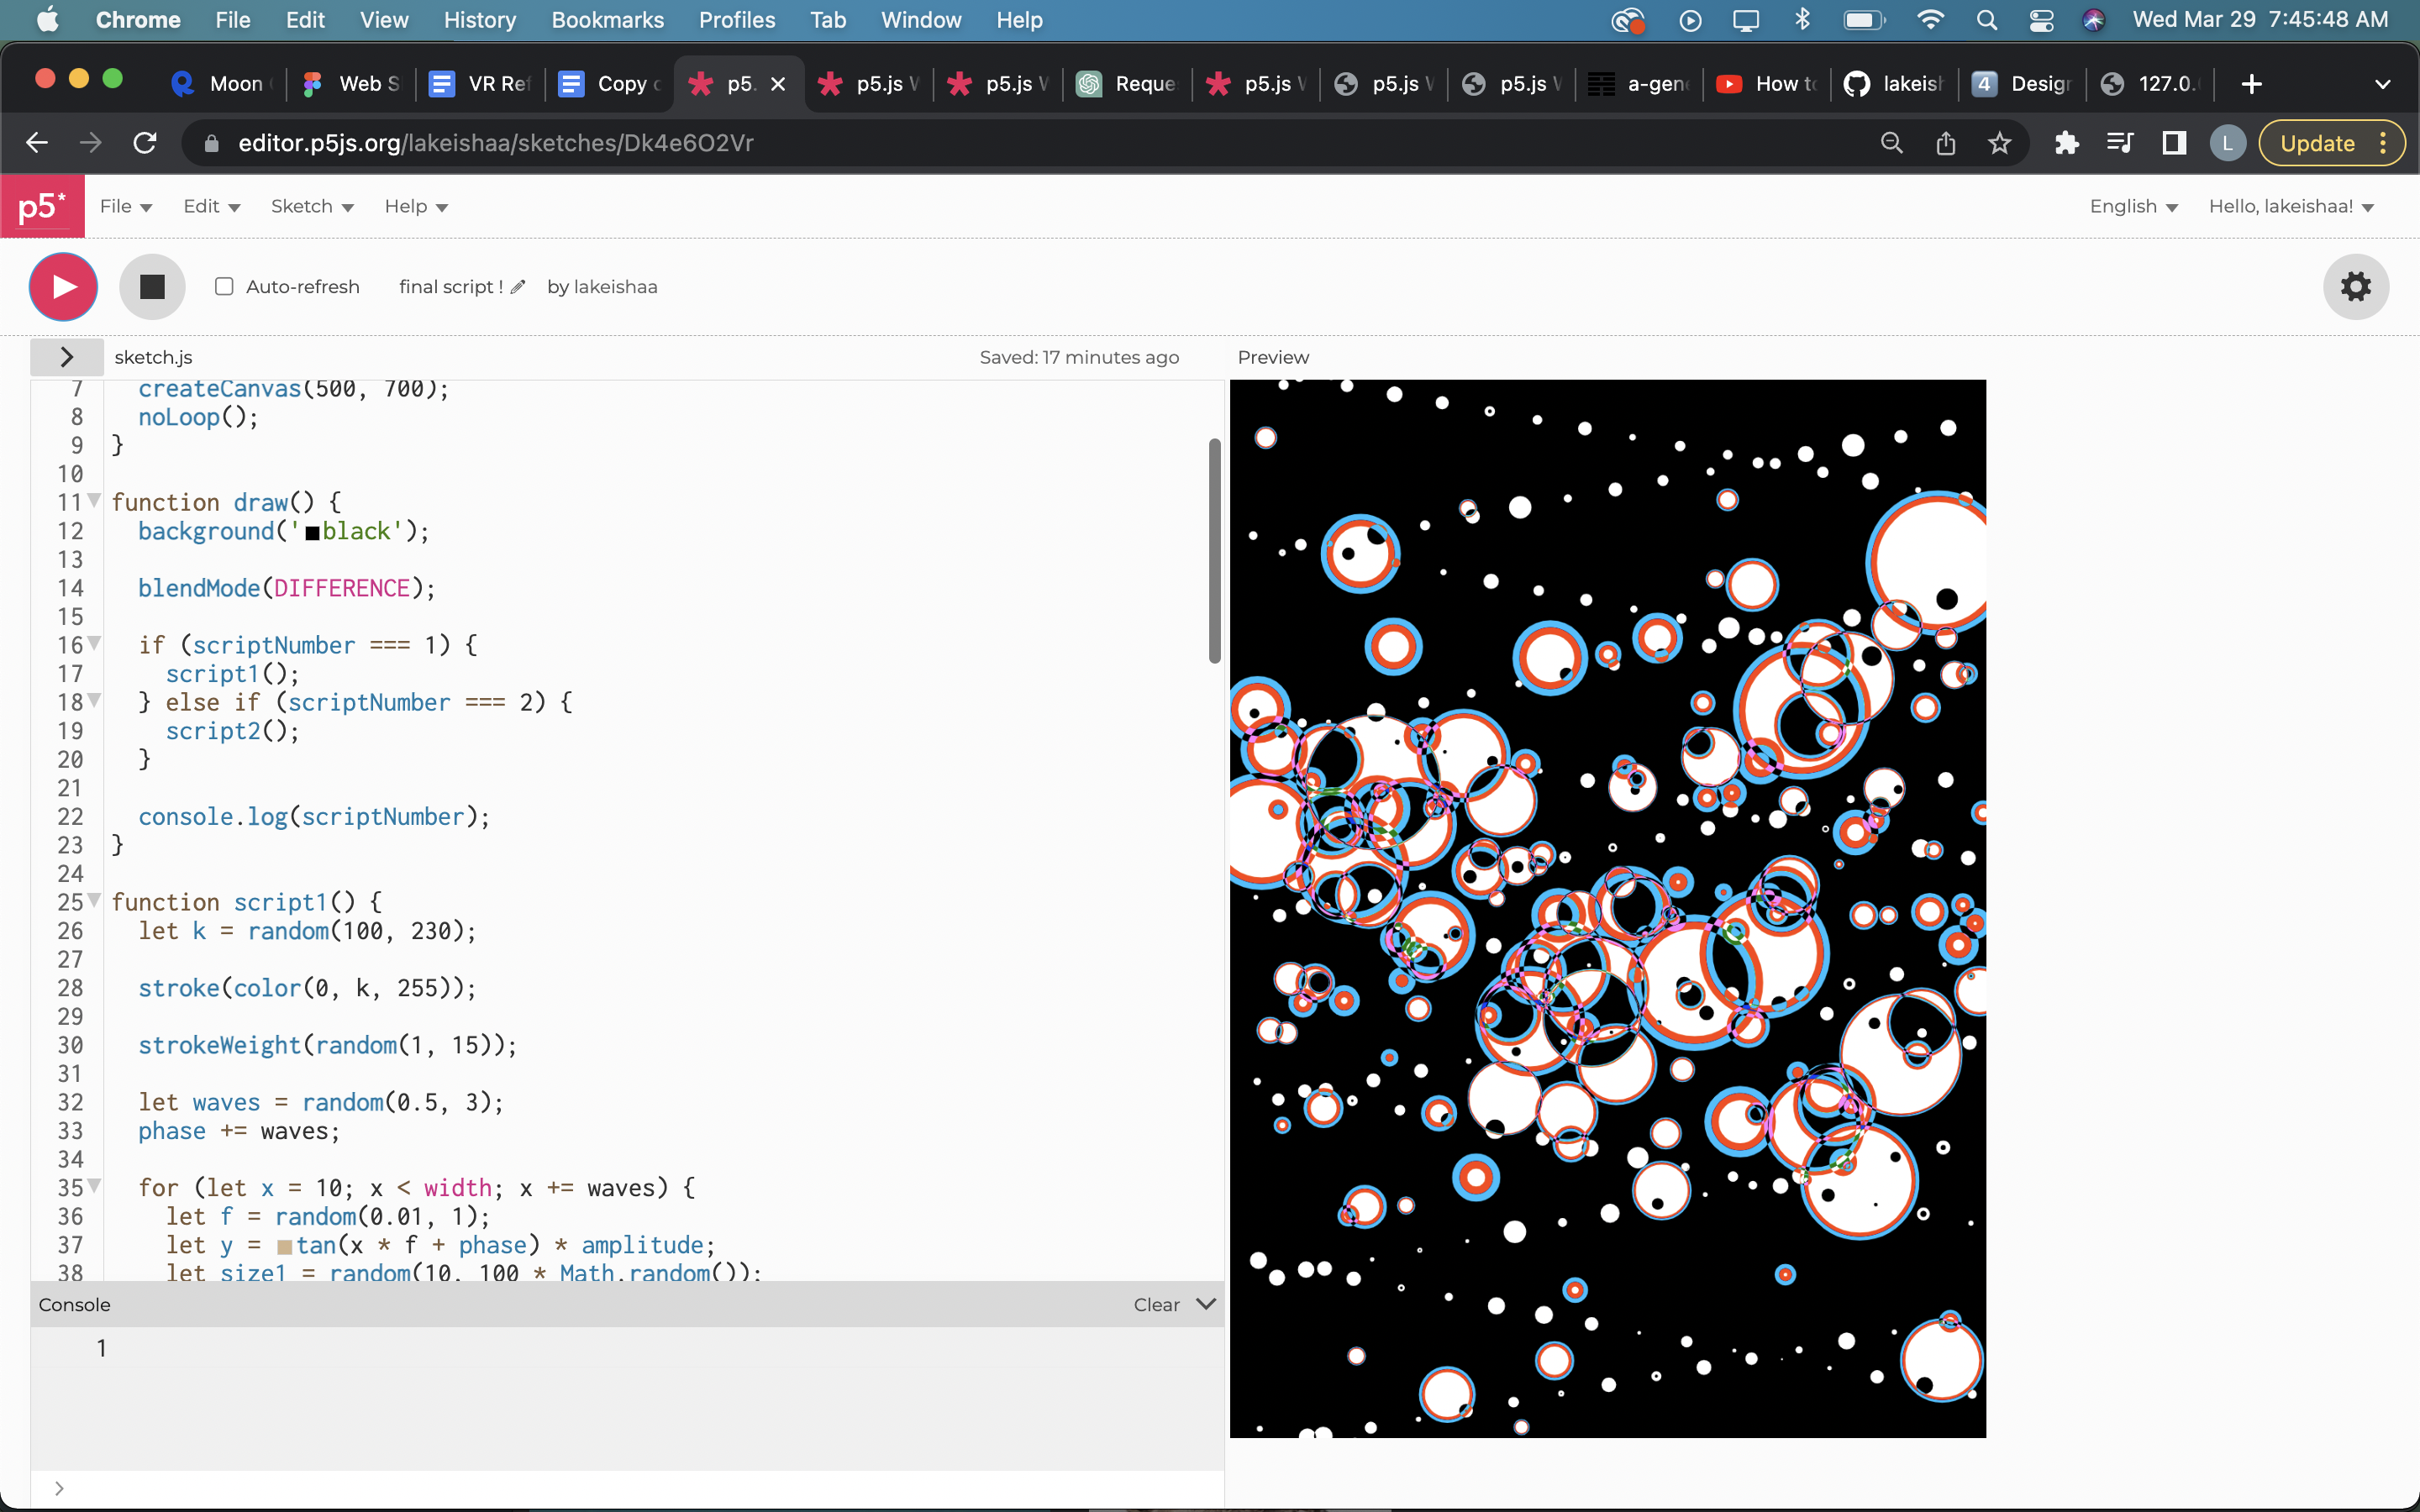 Chrome File Edit View History Bookmarks Profiles Tab Window Help Wed Mar 29 7:45:48 AM
Moon Web S VR Ref Copy p5. p5.js p5.js Reque p5.js p5.js p5.js a-gen How to lakeish 4 Design 127.0.
editor.p5js.org/lakeishaa/sketches/Dk4e6O2Vr L Update
p5* File Edit Sketch Help English Hello, lakeishaa!
Auto-refresh final script ! by lakeishaa
sketch.js Saved: 17 minutes ago Preview
7 createCanvas(500, 700);
8 noLoop();
9 }
10
11 function draw() {
12 background('black');
13
14 blendMode(DIFFERENCE);
15
16 if (scriptNumber === 1) {
17 script1();
18 } else if (scriptNumber === 2) {
19 script2();
20 }
21
22 console.log(scriptNumber);
23 }
24
25 function script1() {
26 let k = random(100, 230);
27
28 stroke(color(0, k, 255));
29
30 strokeWeight(random(1, 15));
31
32 let waves = random(0.5, 3);
33 phase += waves;
34
35 for (let x = 10; x < width; x += waves) {
36 let f = random(0.01, 1);
37 let y = tan(x * f + phase) * amplitude;
38 let size1 = random(10, 100 * Math.random());
Console Clear
1
>